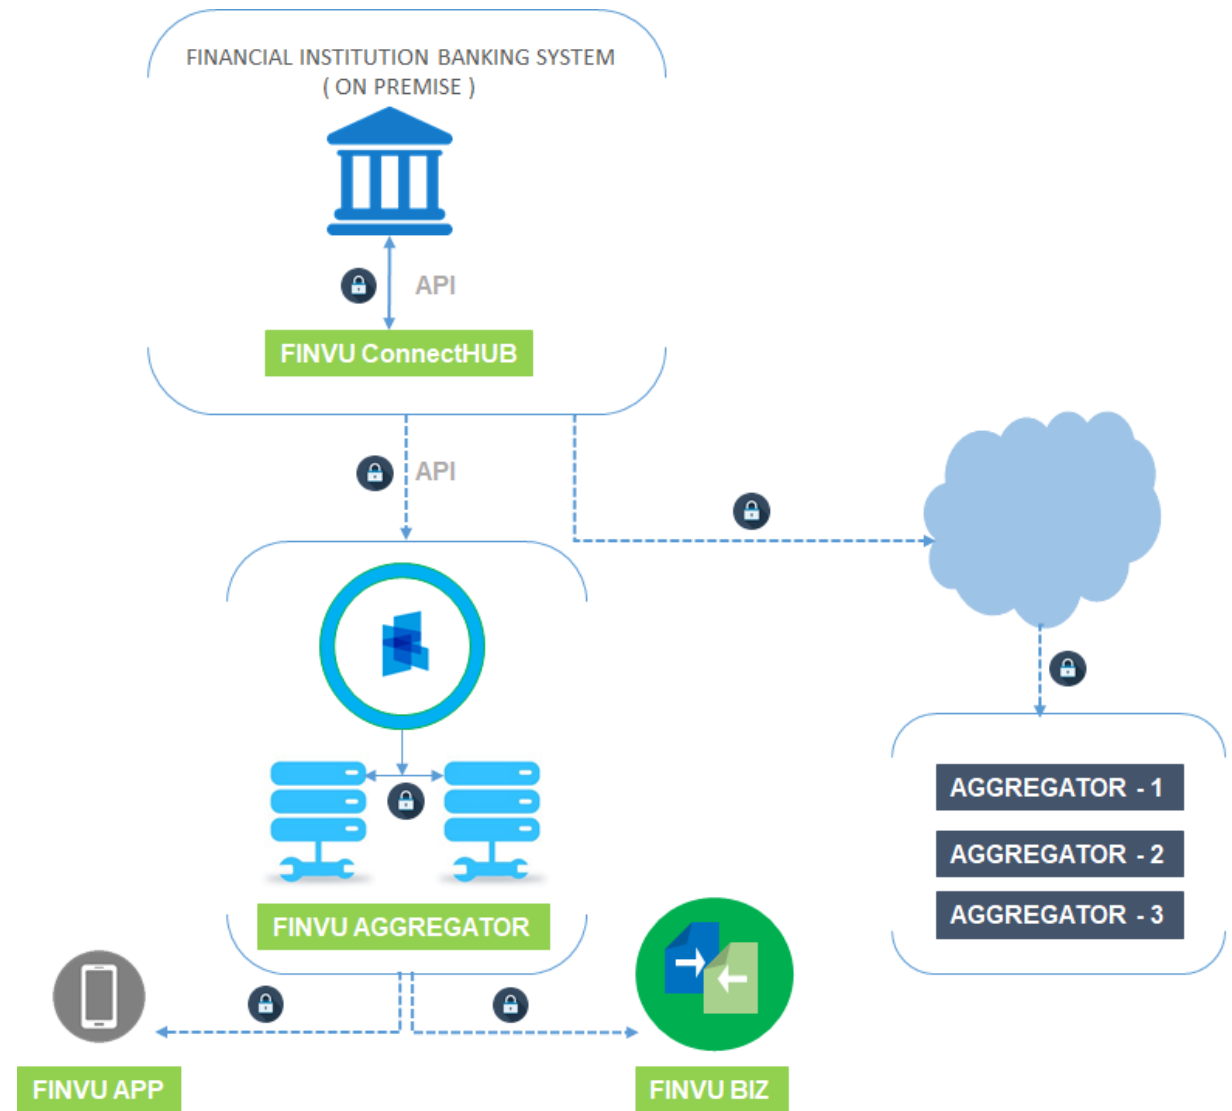 FINANCIAL INSTITUTION BANKING SYSTEM
( ON PREMISE )
API
FINVU ConnectHUB
API
AGGREGATOR - 1
AGGREGATOR - 2
AGGREGATOR - 3
FINVU AGGREGATOR
FINVU APP
FINVU BIZ